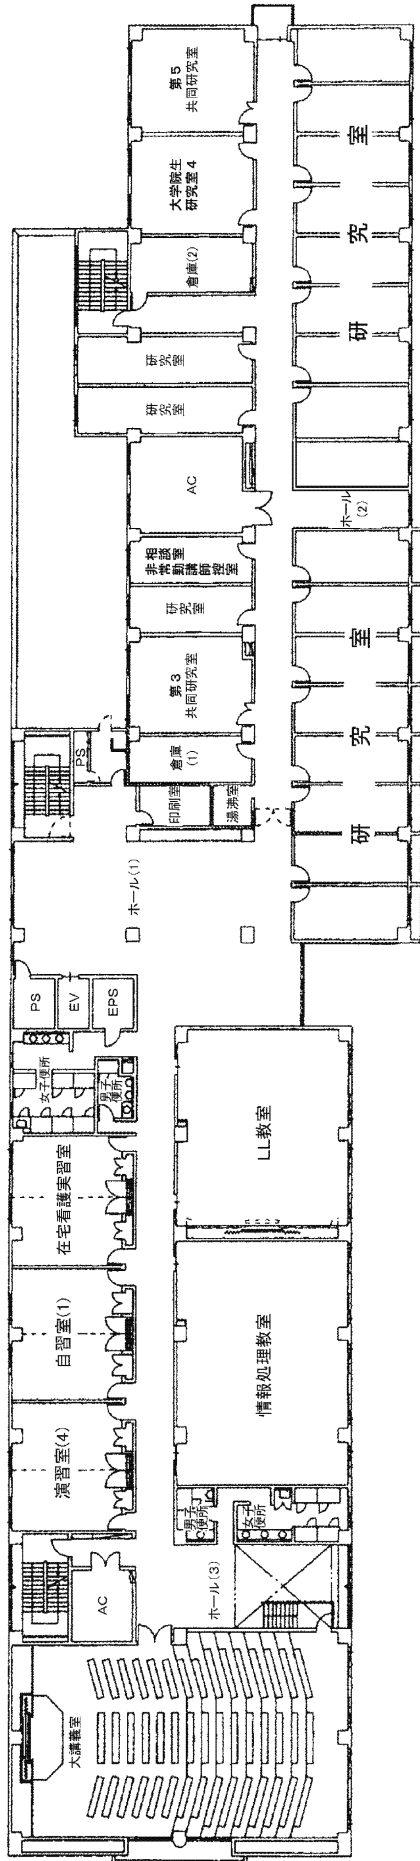 第5
共同研究室
大学院生
研究室4
倉庫(2)
研究室
研究室
AC
相談室
非常勤講師控室
研究室
第3
共同研究室
倉庫
(1)
PS
印刷室
湯沸室
研究室
ホール
(2)
研究室
ホール(1)
PS
EV
EPS
女子便所
男子
便所
在宅看護実習室
自習室(1)
演習室(4)
LL教室
情報処理教室
男子
便所
女子
便所
ホール(3)
AC
大講義室